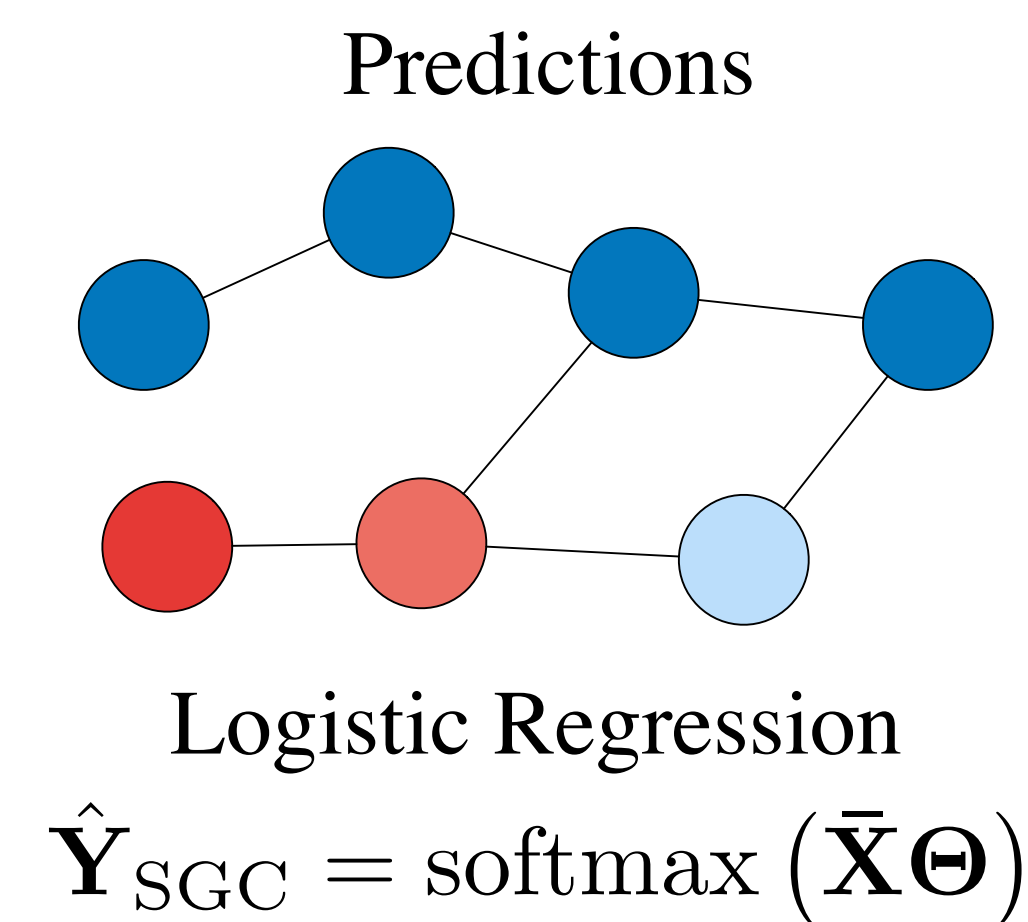 Predictions
Logistic Regression
Ŷ_SGC = softmax (X̄Θ)